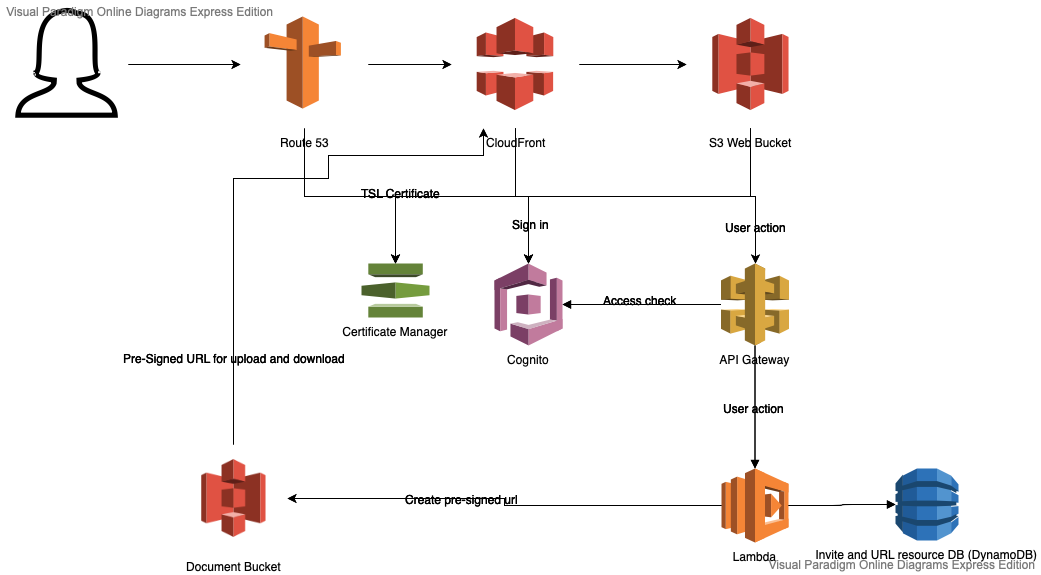 Visual Paradigm Online Diagrams Express Edition
Route 53
CloudFront
S3 Web Bucket
TSL Certificate
Sign in
User action
Access check
Certificate Manager
Cognito
API Gateway
Pre-Signed URL for upload and download
User action
Create pre-signed url
Lambda
Invite and URL resource DB (DynamoDB)
Document Bucket
Visual Paradigm Online Diagrams Express Edition